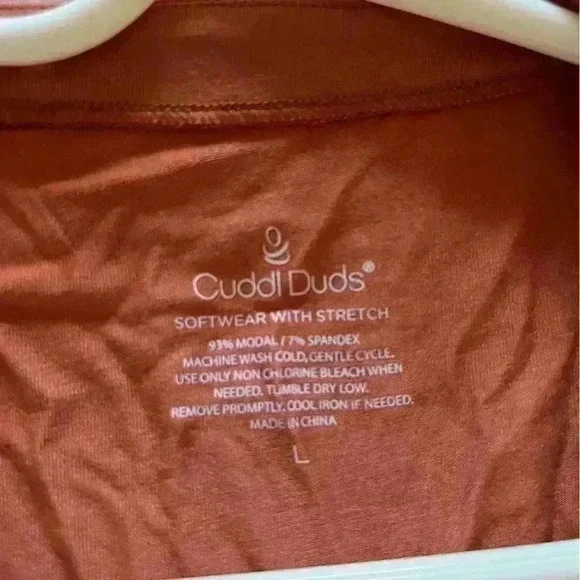 Cuddl Duds®
SOFTWEAR WITH STRETCH
93% MODAL / 7% SPANDEX
MACHINE WASH COLD, GENTLE CYCLE.
USE ONLY NON CHLORINE BLEACH WHEN
NEEDED. TUMBLE DRY LOW.
REMOVE PROMPTLY. COOL IRON IF NEEDED.
MADE IN CHINA
L